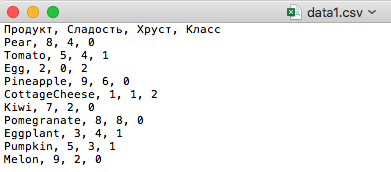 data1.csv
Продукт, Сладость, Хруст, Класс
Pear, 8, 4, 0
Tomato, 5, 4, 1
Egg, 2, 0, 2
Pineapple, 9, 6, 0
CottageCheese, 1, 1, 2
Kiwi, 7, 2, 0
Pomegranate, 8, 8, 0
Eggplant, 3, 4, 1
Pumpkin, 5, 3, 1
Melon, 9, 2, 0